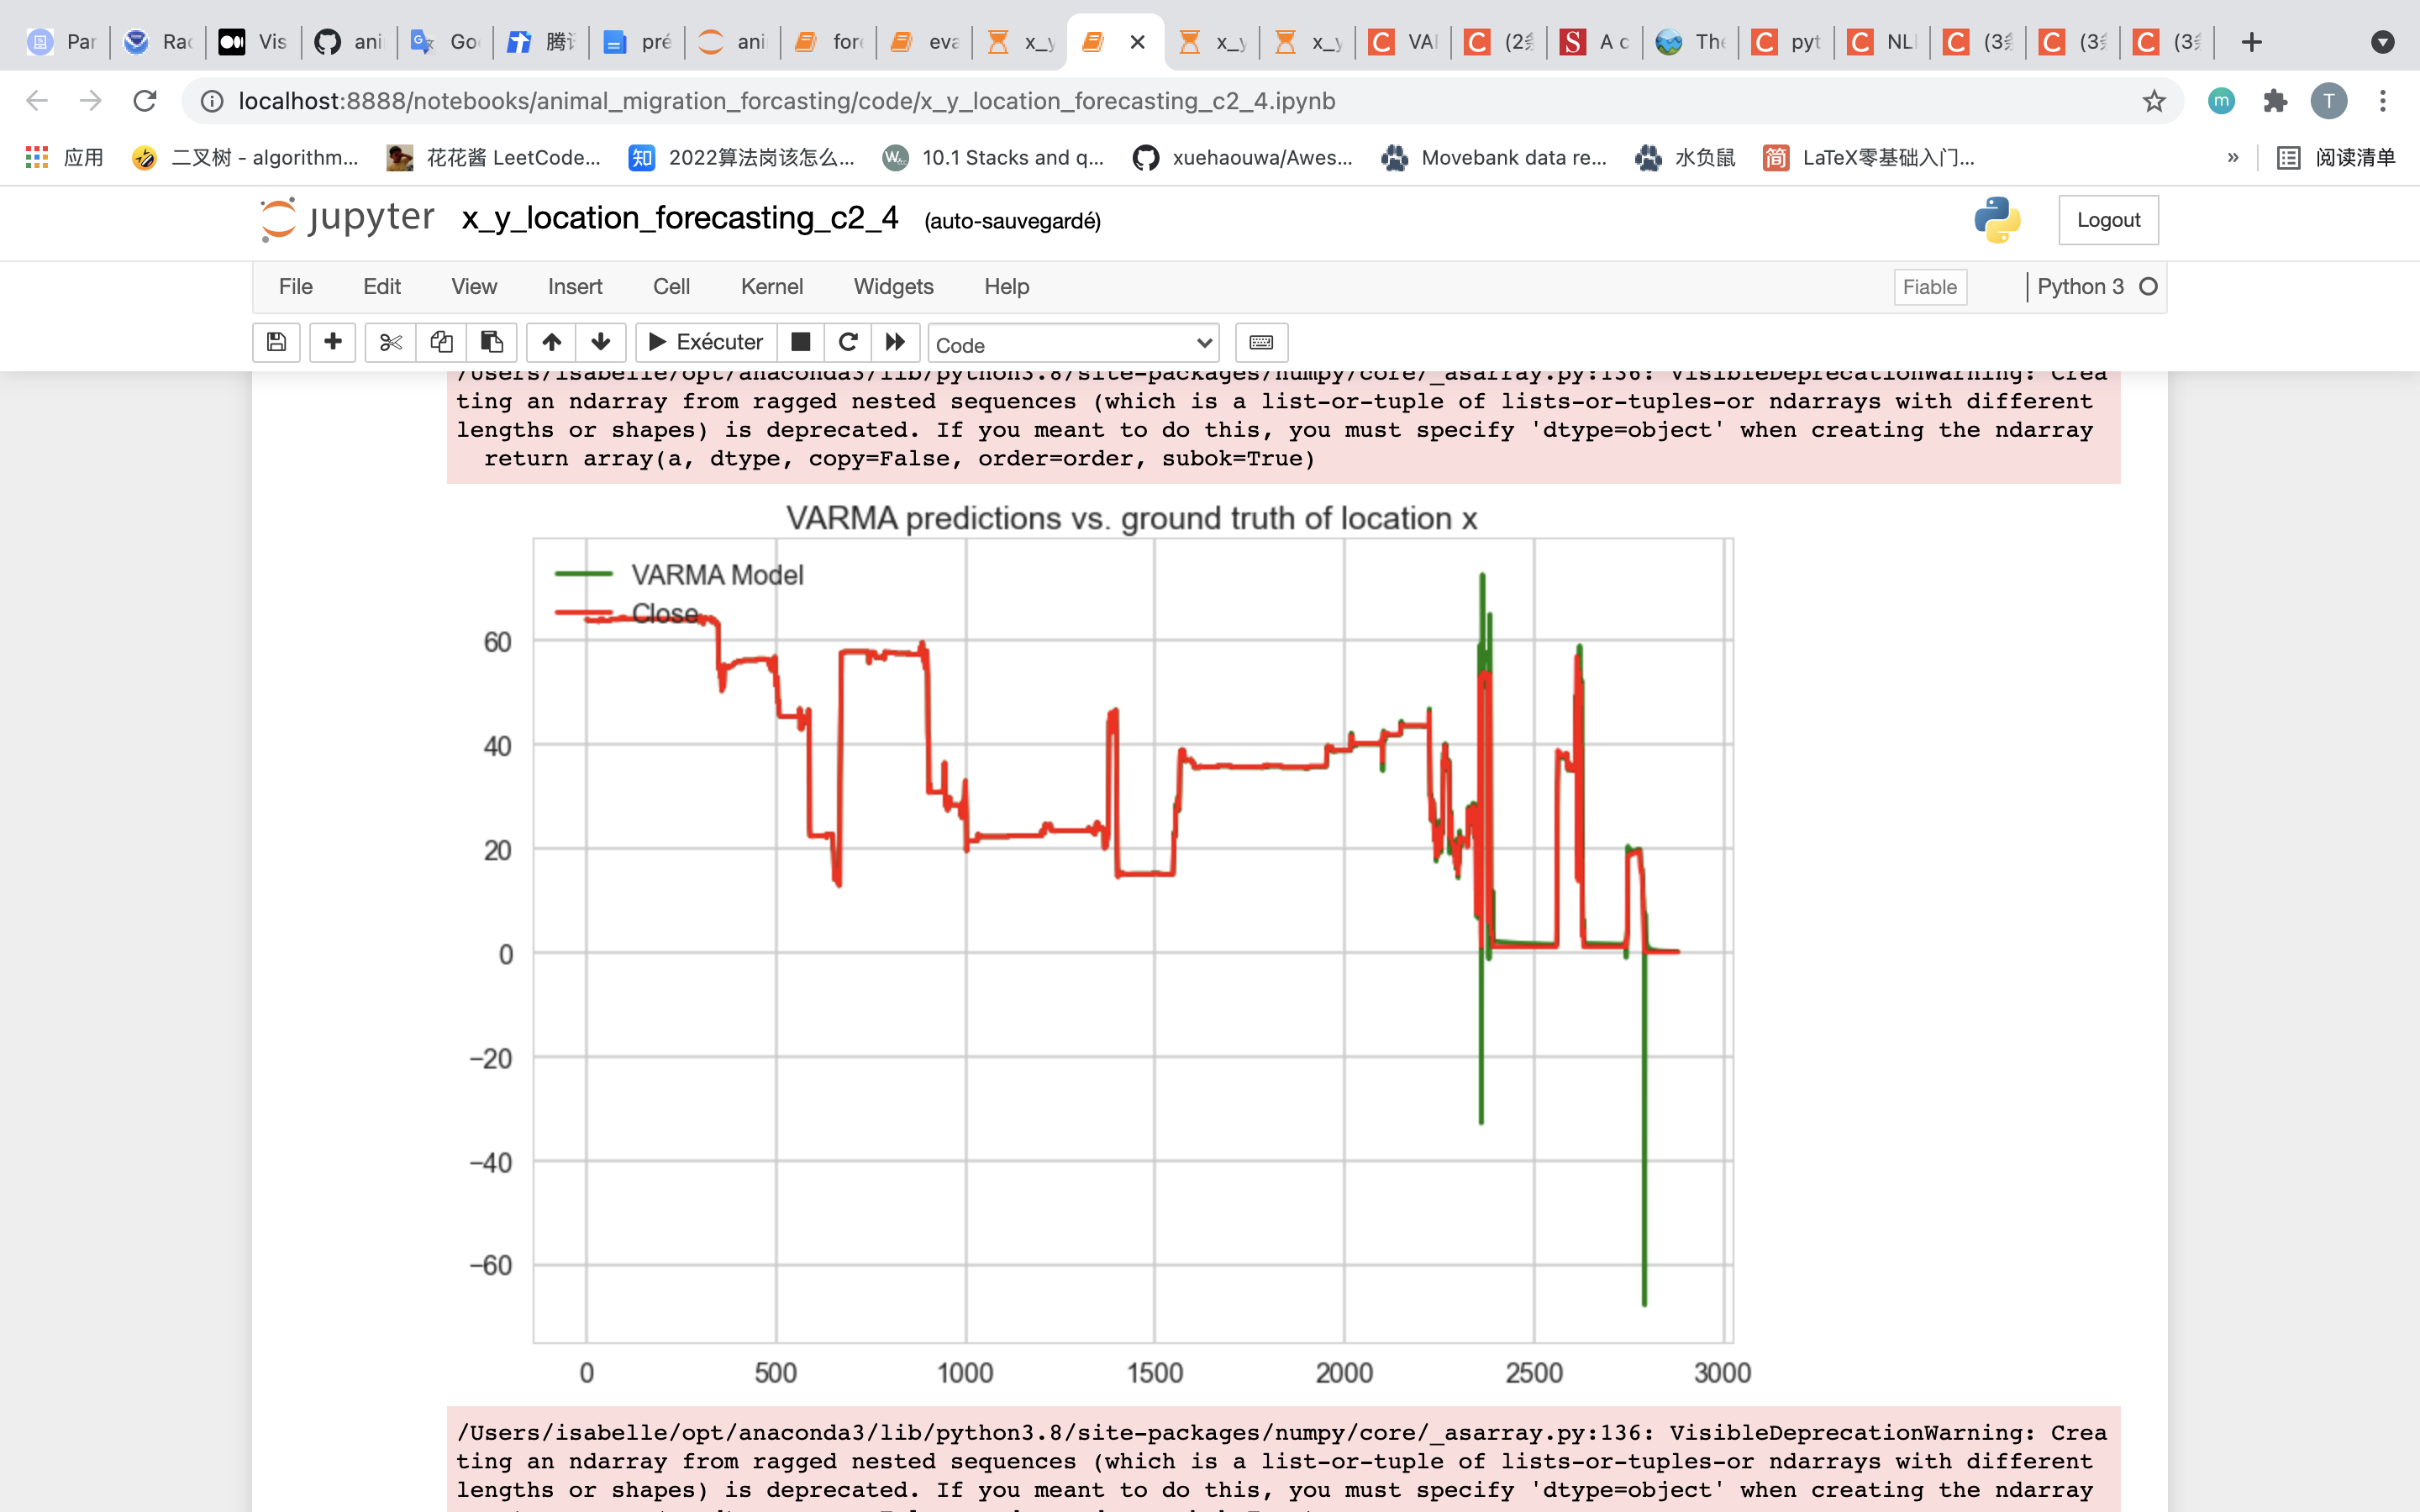 Par Rac Vis ani Go 腾 pré ani fore eva x_y x_y x_y VA (2 A c The pyt NL (3 (3 (3
localhost:8888/notebooks/animal_migration_forcasting/code/x_y_location_forecasting_c2_4.ipynb
m T
应用 二叉树 - algorithm... 花花酱 LeetCode... 知 2022算法岗该怎么... 10.1 Stacks and q... xuehaouwa/Awes... Movebank data re... 水负鼠 简 LaTeX零基础入门... » 阅读清单
jupyter x_y_location_forecasting_c2_4 (auto-sauvegardé) Logout
File Edit View Insert Cell Kernel Widgets Help Fiable Python 3
Exécuter Code
/Users/isabelle/opt/anaconda3/lib/python3.8/site-packages/numpy/core/_asarray.py:136: VisibleDeprecationWarning: Crea
ting an ndarray from ragged nested sequences (which is a list-or-tuple of lists-or-tuples-or ndarrays with different
lengths or shapes) is deprecated. If you meant to do this, you must specify 'dtype=object' when creating the ndarray
return array(a, dtype, copy=False, order=order, subok=True)
VARMA predictions vs. ground truth of location x
VARMA Model
Close
60
40
20
0
−20
−40
−60
0 500 1000 1500 2000 2500 3000
/Users/isabelle/opt/anaconda3/lib/python3.8/site-packages/numpy/core/_asarray.py:136: VisibleDeprecationWarning: Crea
ting an ndarray from ragged nested sequences (which is a list-or-tuple of lists-or-tuples-or ndarrays with different
lengths or shapes) is deprecated. If you meant to do this, you must specify 'dtype=object' when creating the ndarray